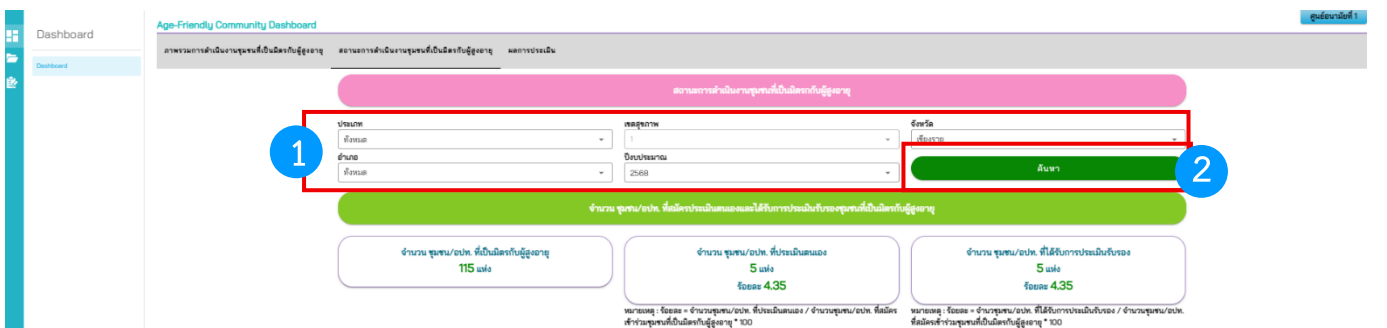 ศูนย์อนามัยที่ 1
Dashboard
Age-Friendly Community Dashboard
ภาพรวมการดำเนินงานชุมชนที่เป็นมิตรกับผู้สูงอายุ สถานะการดำเนินงานชุมชนที่เป็นมิตรกับผู้สูงอายุ ผลการประเมิน
Dashboard
สถานะการดำเนินงานชุมชนที่เป็นมิตรกับผู้สูงอายุ
ประเภท เขตสุขภาพ จังหวัด
ทั้งหมด 1 เชียงราย
1
อำเภอ ปีงบประมาณ
ทั้งหมด 2568 ค้นหา
2
จำนวน ชุมชน/อปท. ที่สมัครประเมินตนเองและได้รับการประเมินรับรองชุมชนที่เป็นมิตรกับผู้สูงอายุ
จำนวน ชุมชน/อปท. ที่เป็นมิตรกับผู้สูงอายุ
115 แห่ง
จำนวน ชุมชน/อปท. ที่ประเมินตนเอง
5 แห่ง
ร้อยละ 4.35
หมายเหตุ : ร้อยละ = จำนวนชุมชน/อปท. ที่ประเมินตนเอง / จำนวนชุมชน/อปท. ที่สมัคร
เข้าร่วมชุมชนที่เป็นมิตรกับผู้สูงอายุ * 100
จำนวน ชุมชน/อปท. ที่ได้รับการประเมินรับรอง
5 แห่ง
ร้อยละ 4.35
หมายเหตุ : ร้อยละ = จำนวนชุมชน/อปท. ที่ได้รับการประเมินรับรอง / จำนวนชุมชน/อปท.
ที่สมัครเข้าร่วมชุมชนที่เป็นมิตรกับผู้สูงอายุ * 100